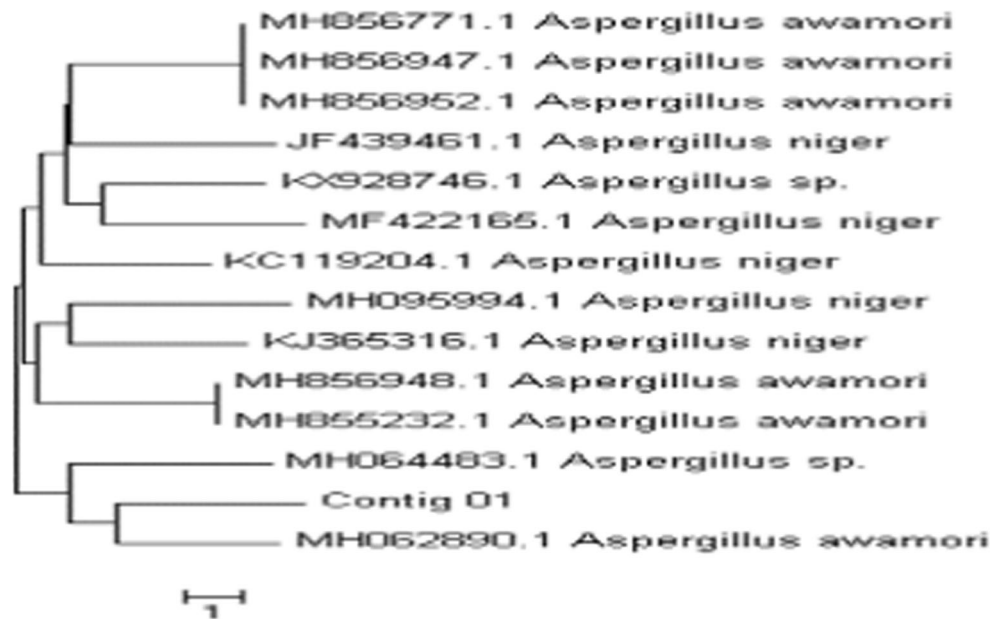 MH856771.1 Aspergillus awamori
MH856947.1 Aspergillus awamori
MH856952.1 Aspergillus awamori
JF439461.1 Aspergillus niger
KX928746.1 Aspergillus sp.
MF422165.1 Aspergillus niger
KC119204.1 Aspergillus niger
MH095994.1 Aspergillus niger
KJ365316.1 Aspergillus niger
MH856948.1 Aspergillus awamori
MH855232.1 Aspergillus awamori
MH064483.1 Aspergillus sp.
Contig 01
MH062890.1 Aspergillus awamori
1